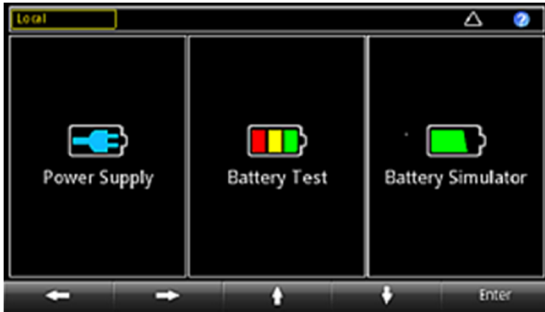 Local
?
Power Supply
Battery Test
Battery Simulator
Enter